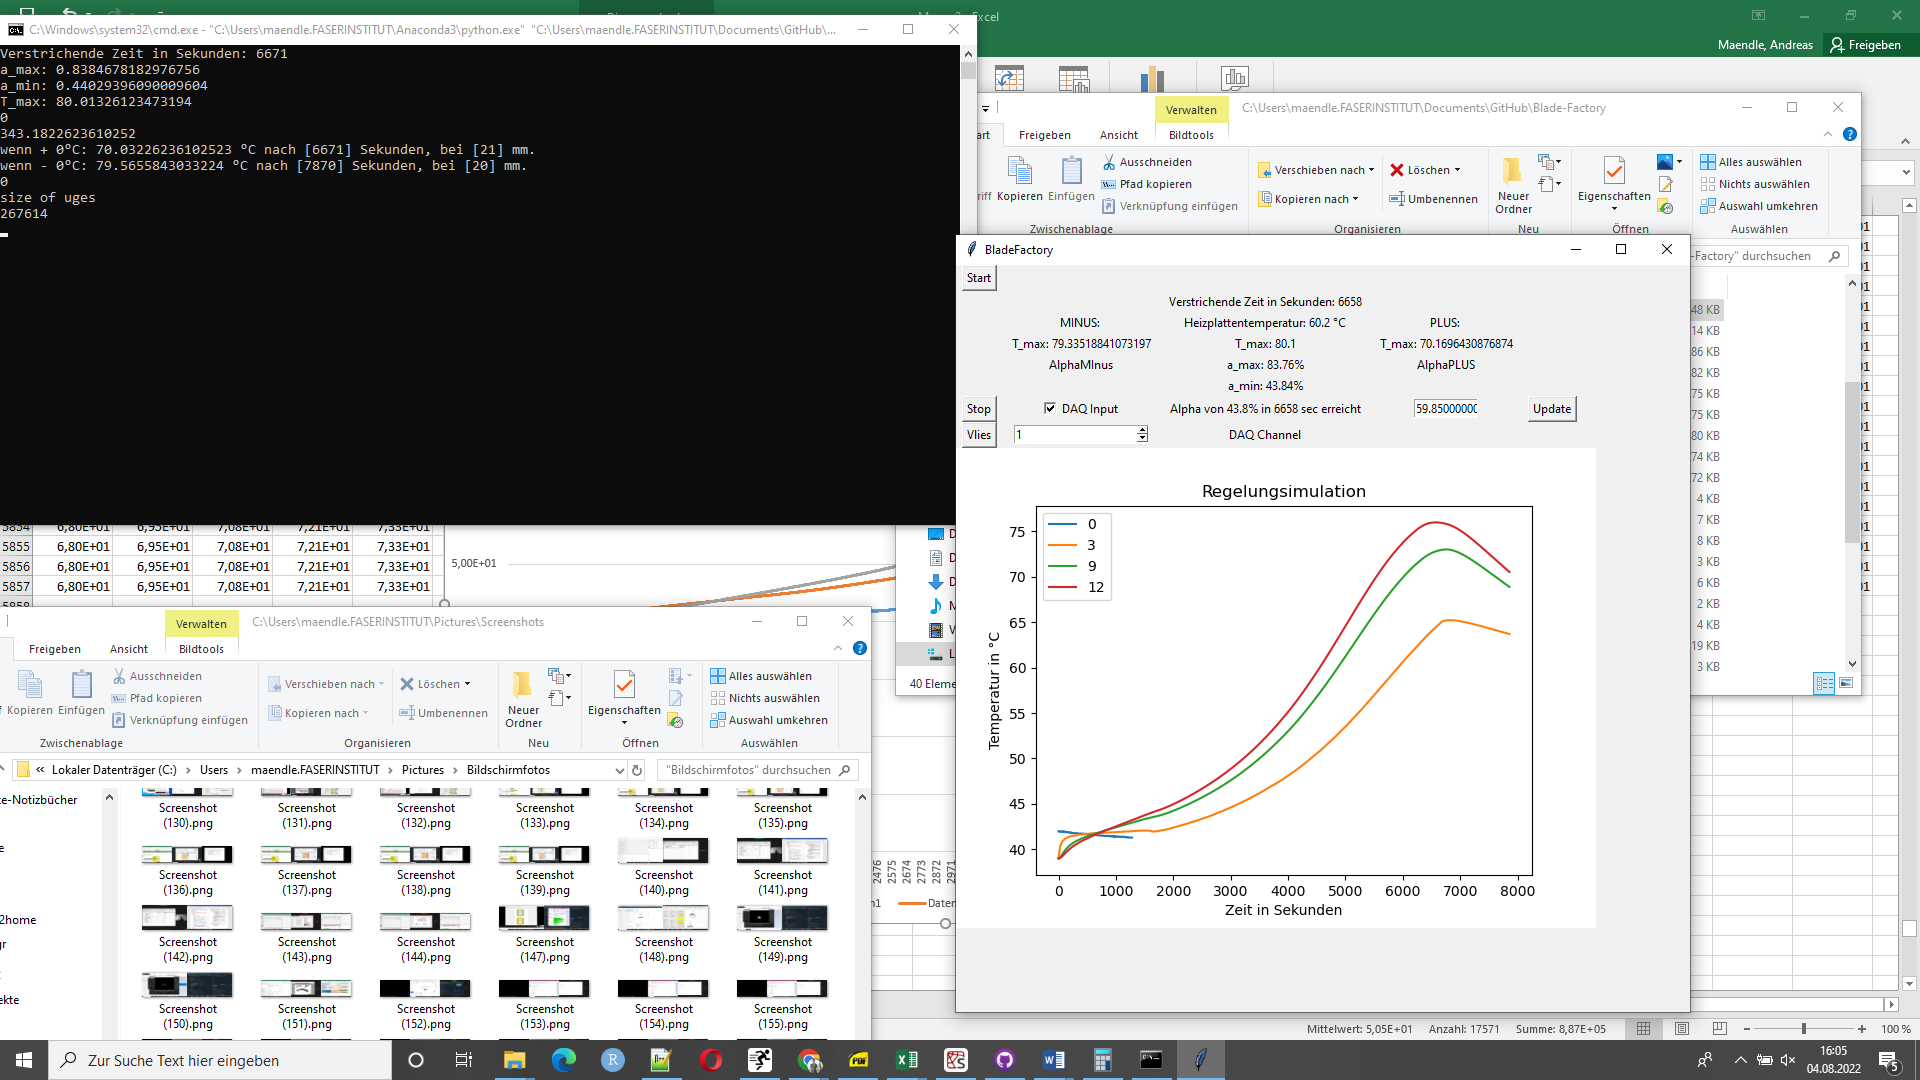 Excel
Maendle, Andreas
Freigeben
C:\Windows\system32\cmd.exe - "C:\Users\maendle.FASERINSTITUT\Anaconda3\python.exe" "C:\Users\maendle.FASERINSTITUT\Documents\GitHub\...
Verstrichende Zeit in Sekunden: 6671
a_max: 0.8384678182976756
a_min: 0.44029396090009604
T_max: 80.01326123473194
0
343.1822623610252
wenn + 0°C: 70.03226236102523 °C nach [6671] Sekunden, bei [21] mm.
wenn - 0°C: 79.5655843033224 °C nach [7870] Sekunden, bei [20] mm.
0
size of uges
267614
Verwalten
C:\Users\maendle.FASERINSTITUT\Documents\GitHub\Blade-Factory
Freigeben
Ansicht
Bildtools
Kopieren
Einfügen
Ausschneiden
Pfad kopieren
Verknüpfung einfügen
Zwischenablage
Verschieben nach
Kopieren nach
Löschen
Umbenennen
Organisieren
Neuer
Ordner
Neu
Eigenschaften
Öffnen
Alles auswählen
Nichts auswählen
Auswahl umkehren
Auswählen
-Factory" durchsuchen
48 KB
14 KB
86 KB
82 KB
75 KB
75 KB
80 KB
74 KB
72 KB
4 KB
7 KB
8 KB
3 KB
6 KB
2 KB
4 KB
19 KB
3 KB
40 Eleme
BladeFactory
Start
Verstrichende Zeit in Sekunden: 6658
MINUS:
Heizplattentemperatur: 60.2 °C
PLUS:
T_max: 79.33518841073197
T_max: 80.1
T_max: 70.1696430876874
AlphaMInus
a_max: 83.76%
AlphaPLUS
a_min: 43.84%
Stop
DAQ Input
Alpha von 43.8% in 6658 sec erreicht
59.85000000
Update
Vlies
1
DAQ Channel
Regelungsimulation
0
3
9
12
Temperatur in °C
75
70
65
60
55
50
45
40
0 1000 2000 3000 4000 5000 6000 7000 8000
Zeit in Sekunden
5854 6,80E+01 6,95E+01 7,08E+01 7,21E+01 7,33E+01
5855 6,80E+01 6,95E+01 7,08E+01 7,21E+01 7,33E+01
5856 6,80E+01 6,95E+01 7,08E+01 7,21E+01 7,33E+01
5857 6,80E+01 6,95E+01 7,08E+01 7,21E+01 7,33E+01
5858
5,00E+01
2476
2575
2674
2773
2872
2971
Daten
Verwalten
C:\Users\maendle.FASERINSTITUT\Pictures\Screenshots
Freigeben
Ansicht
Bildtools
Kopieren
Einfügen
Ausschneiden
Pfad kopieren
Verknüpfung einfügen
Zwischenablage
Verschieben nach
Kopieren nach
Löschen
Umbenennen
Organisieren
Neuer
Ordner
Neu
Eigenschaften
Öffnen
Alles auswählen
Nichts auswählen
Auswahl umkehren
Auswählen
« Lokaler Datenträger (C:) > Users > maendle.FASERINSTITUT > Pictures > Bildschirmfotos
"Bildschirmfotos" durchsuchen
e-Notizbücher
2home
Screenshot (130).png
Screenshot (131).png
Screenshot (132).png
Screenshot (133).png
Screenshot (134).png
Screenshot (135).png
Screenshot (136).png
Screenshot (137).png
Screenshot (138).png
Screenshot (139).png
Screenshot (140).png
Screenshot (141).png
Screenshot (142).png
Screenshot (143).png
Screenshot (144).png
Screenshot (147).png
Screenshot (148).png
Screenshot (149).png
Screenshot (150).png
Screenshot (151).png
Screenshot (152).png
Screenshot (153).png
Screenshot (154).png
Screenshot (155).png
Mittelwert: 5,05E+01
Anzahl: 17571
Summe: 8,87E+05
100 %
Zur Suche Text hier eingeben
16:05
04.08.2022
5